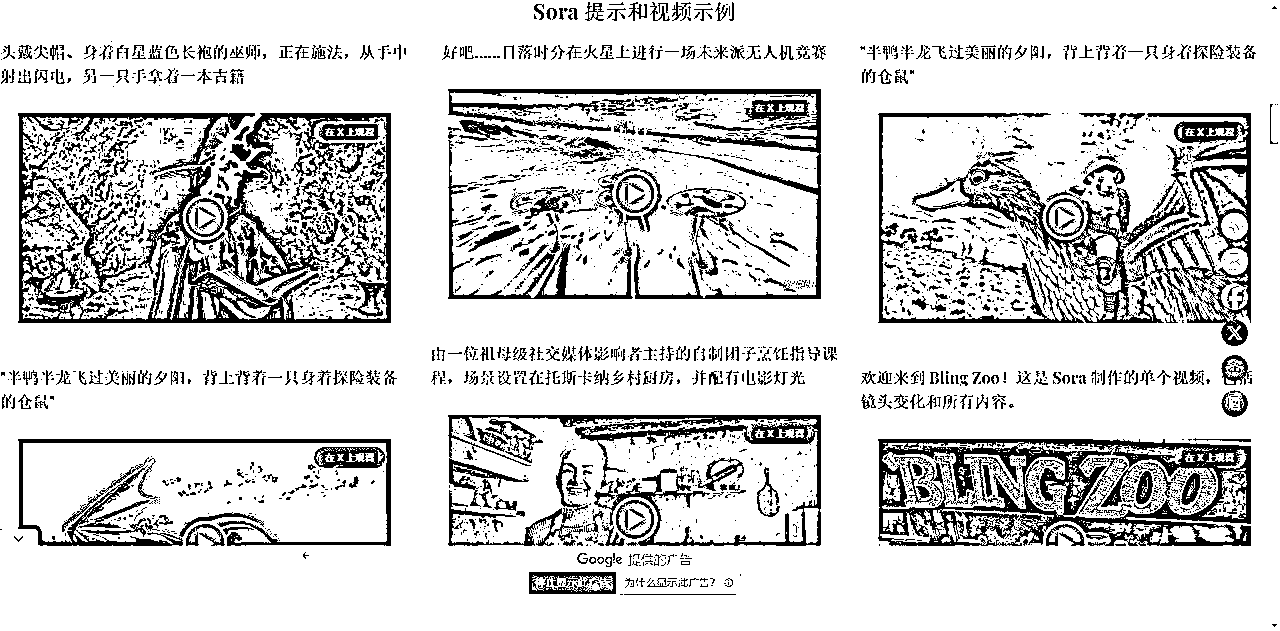 Sora 提示和视频示例
头戴尖帽、身着白星蓝色长袍的巫师，正在施法，从手中
射出闪电，另一只手拿着一本古籍
在 X 上观看
好吧……日落时分在火星上进行一场未来派无人机竞赛
在 X 上观看
"半鸭半龙飞过美丽的夕阳，背上背着一只身着探险装备
的仓鼠"
在 X 上观看
"半鸭半龙飞过美丽的夕阳，背上背着一只身着探险装备
的仓鼠"
在 X 上观看
由一位祖母级社交媒体影响者主持的自制团子烹饪指导课
程，场景设置在托斯卡纳乡村厨房，并配有电影灯光
在 X 上观看
欢迎来到 Bling Zoo！这是 Sora 制作的单个视频，包括
镜头变化和所有内容。
在 X 上观看
BLING ZOO
Google 提供的广告
为什么显示此广告？